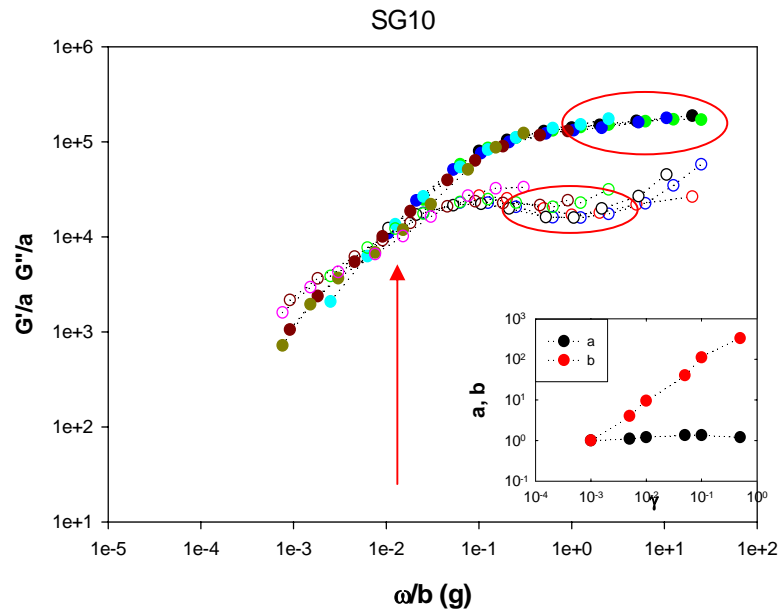 SG10
G'/a G"/a
1e+6
1e+5
1e+4
1e+3
1e+2
1e+1
1e-5
1e-4
1e-3
1e-2
1e-1
1e+0
1e+1
1e+2
ω/b (g)
a
b
a, b
10³
10²
10¹
10⁰
10⁻¹
10⁻⁴
10⁻³
10⁻²
10⁻¹
10⁰
γ